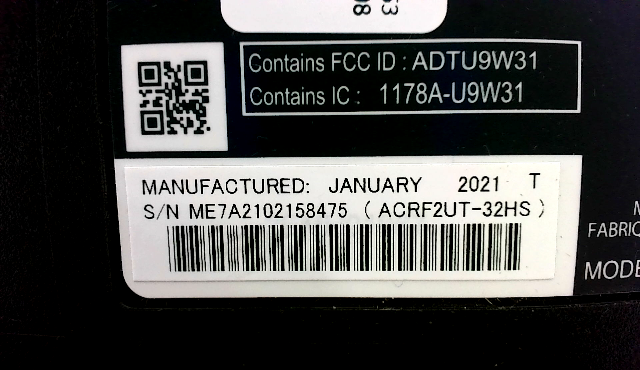 Contains FCC ID : ADTU9W31
Contains IC : 1178A-U9W31
MANUFACTURED: JANUARY 2021 T
S/N ME7A2102158475 ( ACRF2UT-32HS )